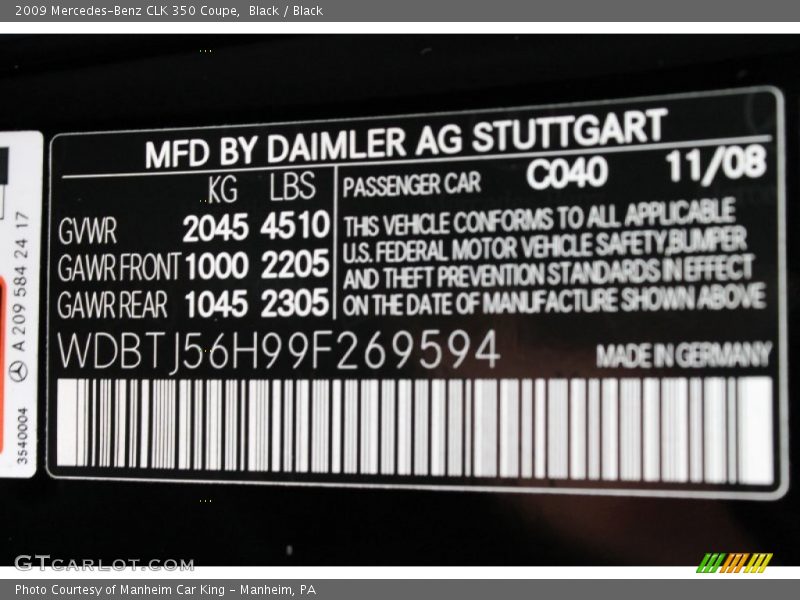 2009 Mercedes-Benz CLK 350 Coupe, Black / Black
MFD BY DAIMLER AG STUTTGART
KG LBS
GVWR 2045 4510
GAWR FRONT 1000 2205
GAWR REAR 1045 2305
PASSENGER CAR C040 11/08
THIS VEHICLE CONFORMS TO ALL APPLICABLE
U.S. FEDERAL MOTOR VEHICLE SAFETY, BUMPER
AND THEFT PREVENTION STANDARDS IN EFFECT
ON THE DATE OF MANUFACTURE SHOWN ABOVE
WDBTJ56H99F269594
MADE IN GERMANY
A 209 584 24 17
3540004
GTCARLOT.COM
Photo Courtesy of Manheim Car King - Manheim, PA